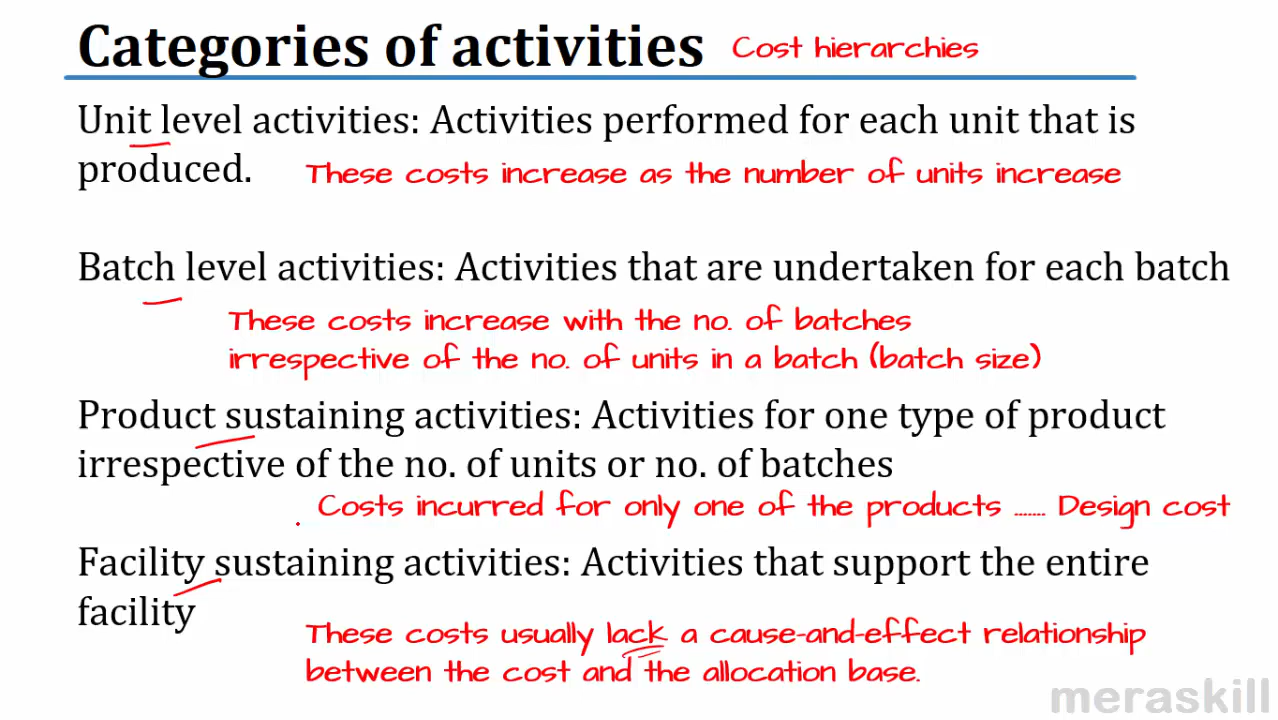 Categories of activities Cost hierarchies
Unit level activities: Activities performed for each unit that is
produced. These costs increase as the number of units increase
Batch level activities: Activities that are undertaken for each batch
These costs increase with the no. of batches
irrespective of the no. of units in a batch (batch size)
Product sustaining activities: Activities for one type of product
irrespective of the no. of units or no. of batches
Costs incurred for only one of the products ....... Design cost
Facility sustaining activities: Activities that support the entire
facility
These costs usually lack a cause-and-effect relationship
between the cost and the allocation base.
meraskill